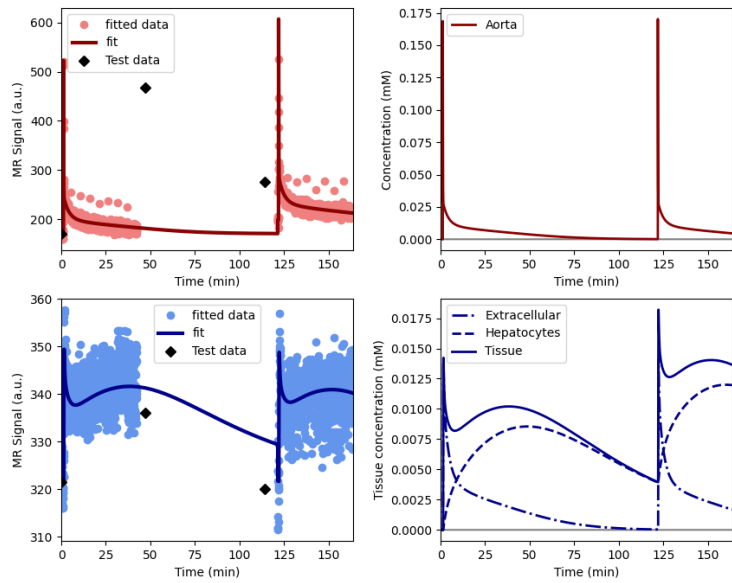 600
500
400
300
200
MR Signal (a.u.)
fitted data
fit
Test data
0 25 50 75 100 125 150
Time (min)
0.175
0.150
0.125
0.100
0.075
0.050
0.025
0.000
Concentration (mM)
Aorta
0 25 50 75 100 125 150
Time (min)
360
350
340
330
320
310
MR Signal (a.u.)
fitted data
fit
Test data
0 25 50 75 100 125 150
Time (min)
0.0175
0.0150
0.0125
0.0100
0.0075
0.0050
0.0025
0.0000
Tissue concentration (mM)
Extracellular
Hepatocytes
Tissue
0 25 50 75 100 125 150
Time (min)